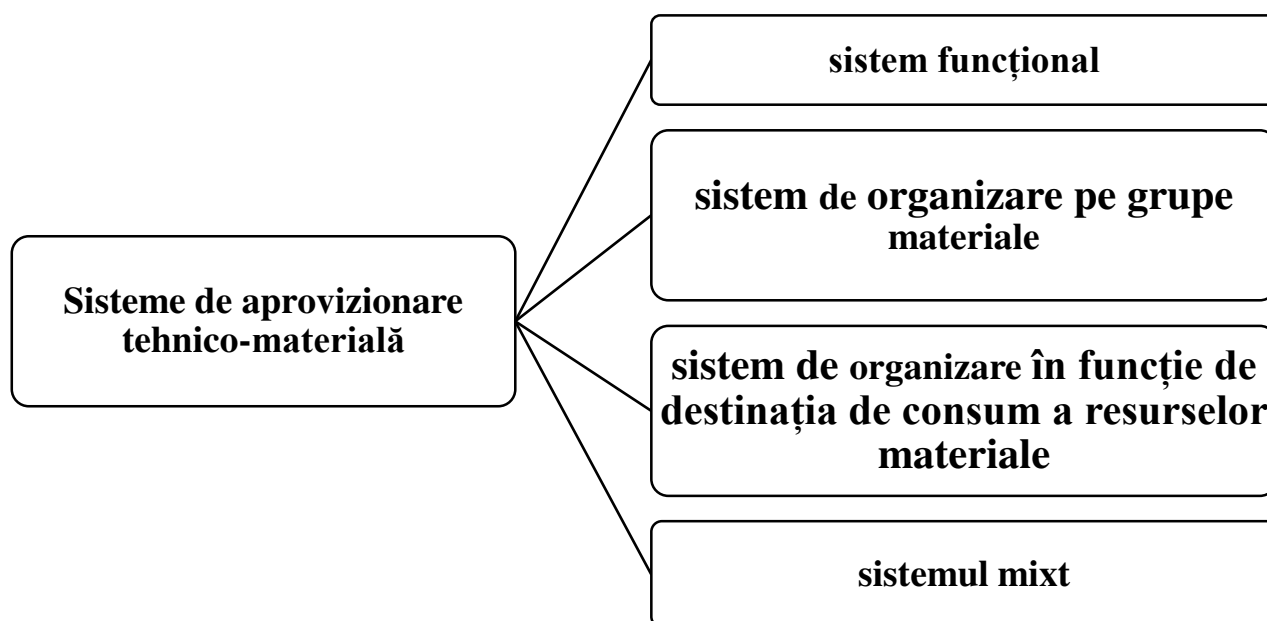 sistem funcțional
sistem de organizare pe grupe
materiale
Sisteme de aprovizionare
tehnico-materială
sistem de organizare în funcție de
destinația de consum a resurselor
materiale
sistemul mixt